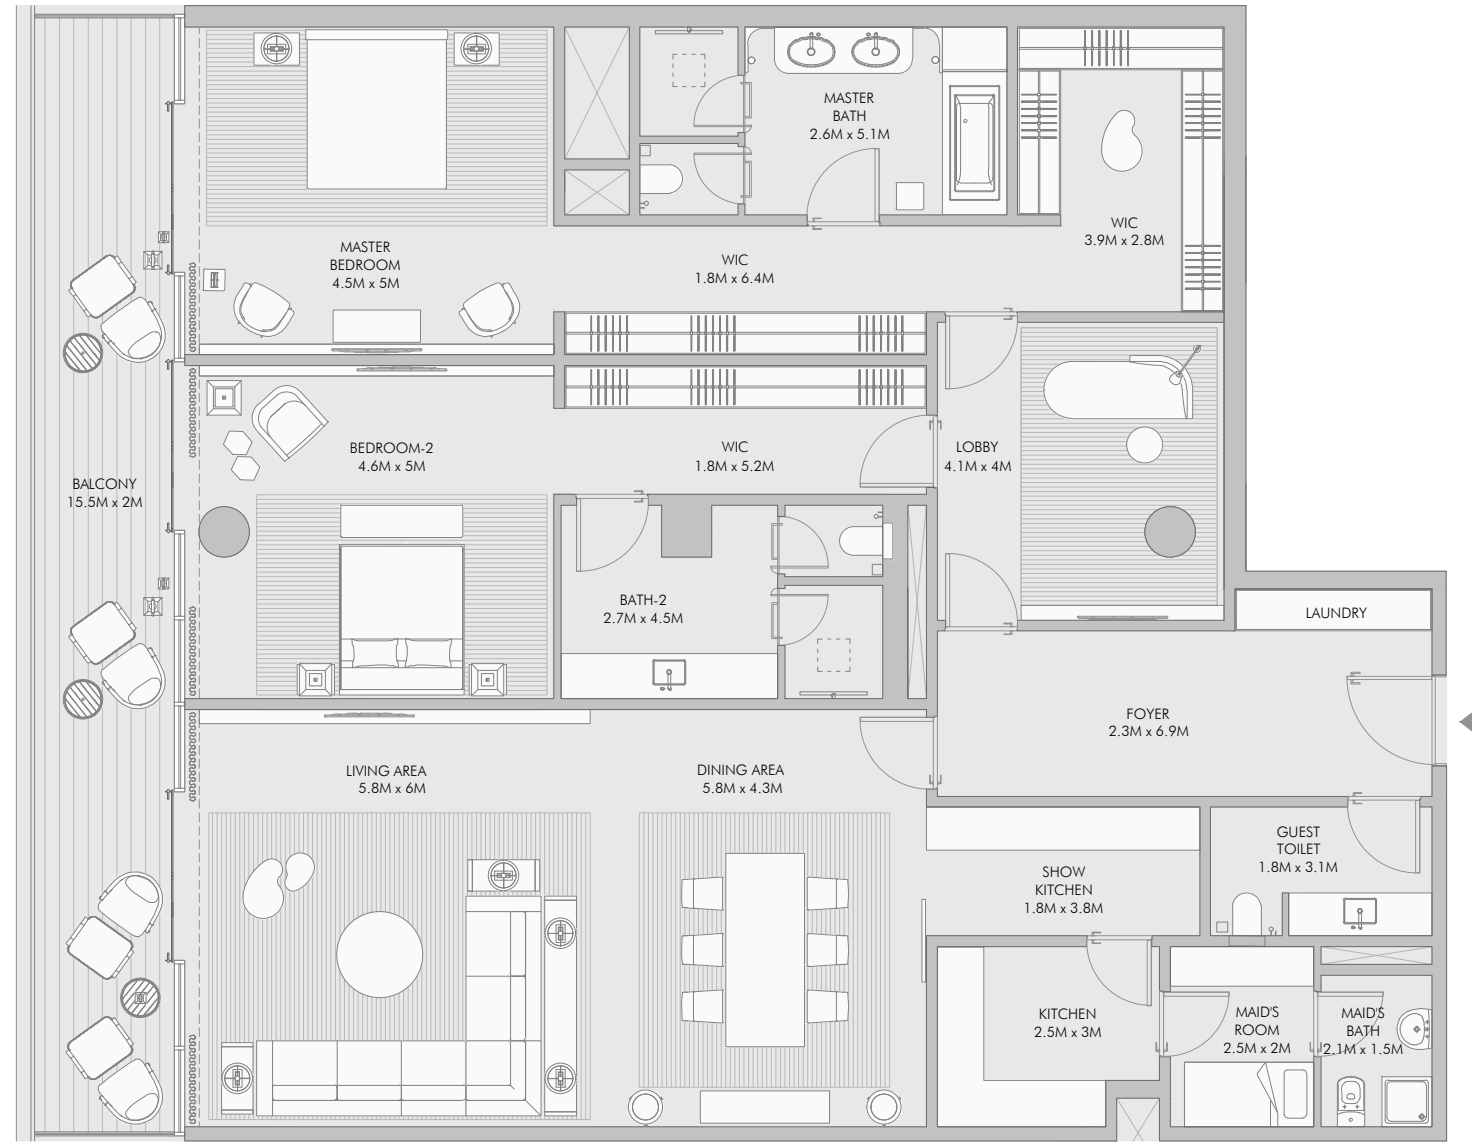 MASTER
BATH
2.6M x 5.1M
WIC
3.9M x 2.8M
MASTER
BEDROOM
4.5M x 5M
WIC
1.8M x 6.4M
BEDROOM-2
4.6M x 5M
WIC
1.8M x 5.2M
LOBBY
4.1M x 4M
BALCONY
15.5M x 2M
BATH-2
2.7M x 4.5M
LAUNDRY
FOYER
2.3M x 6.9M
LIVING AREA
5.8M x 6M
DINING AREA
5.8M x 4.3M
GUEST
TOILET
1.8M x 3.1M
SHOW
KITCHEN
1.8M x 3.8M
KITCHEN
2.5M x 3M
MAID'S
ROOM
2.5M x 2M
MAID'S
BATH
2.1M x 1.5M